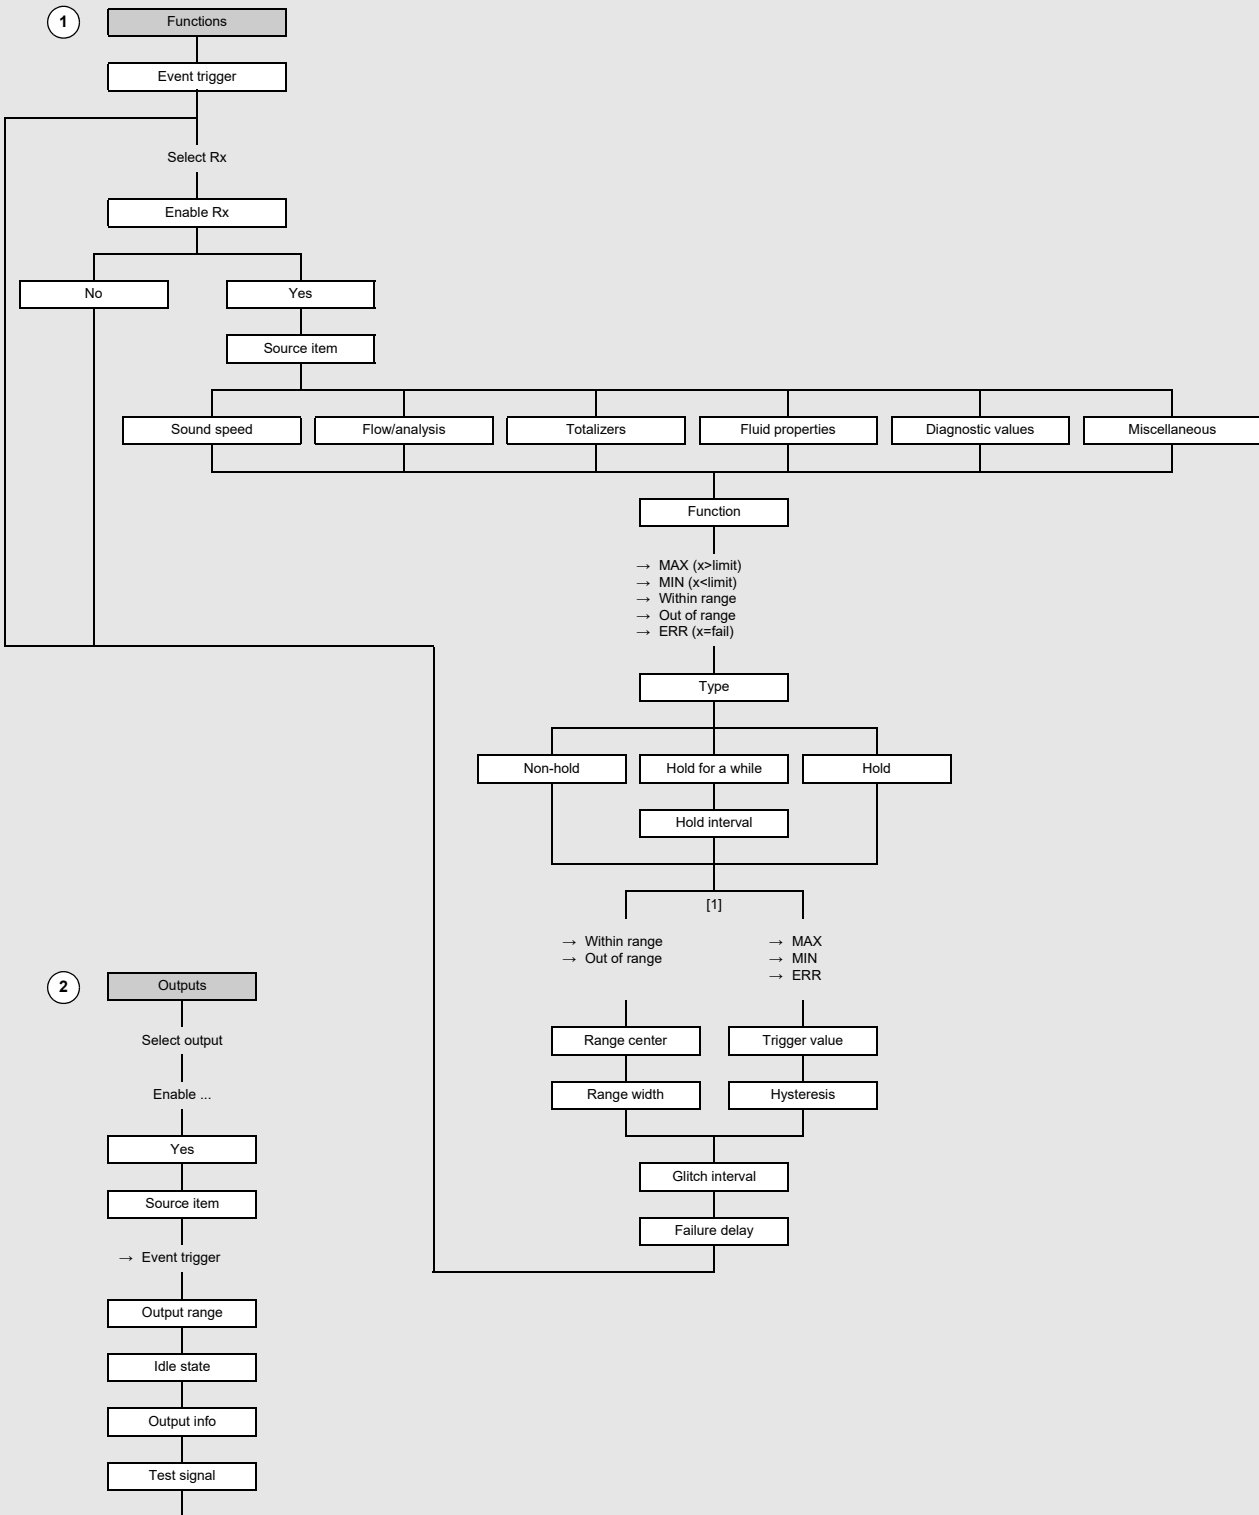 1
Functions
Event trigger
Select Rx
Enable Rx
No
Yes
Source item
Sound speed
Flow/analysis
Totalizers
Fluid properties
Diagnostic values
Miscellaneous
Function
→ MAX (x>limit)
→ MIN (x<limit)
→ Within range
→ Out of range
→ ERR (x=fail)
Type
Non-hold
Hold for a while
Hold
Hold interval
[1]
→ Within range
→ Out of range
→ MAX
→ MIN
→ ERR
Range center
Trigger value
Range width
Hysteresis
Glitch interval
Failure delay
2
Outputs
Select output
Enable ...
Yes
Source item
→ Event trigger
Output range
Idle state
Output info
Test signal